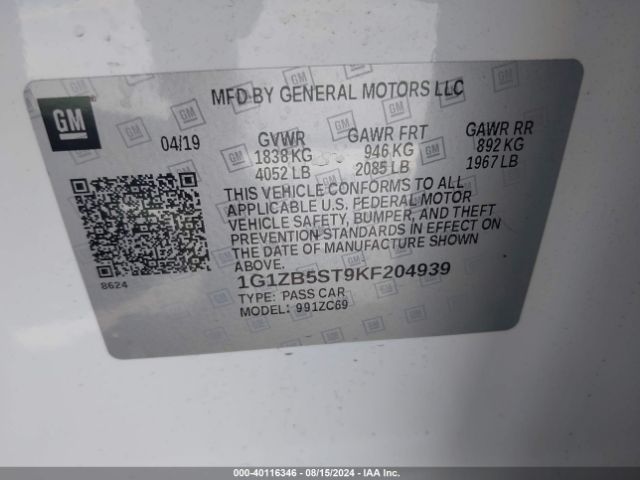 MFD BY GENERAL MOTORS LLC
GM
04/19
GVWR GAWR FRT GAWR RR
1838 KG 946 KG 892 KG
4052 LB 2085 LB 1967 LB
THIS VEHICLE CONFORMS TO ALL
APPLICABLE U.S. FEDERAL MOTOR
VEHICLE SAFETY, BUMPER, AND THEFT
PREVENTION STANDARDS IN EFFECT ON
THE DATE OF MANUFACTURE SHOWN
ABOVE.
8624
1G1ZB5ST9KF204939
TYPE: PASS CAR
MODEL: 991ZC69
000-40116346 - 08/15/2024 - IAA Inc.